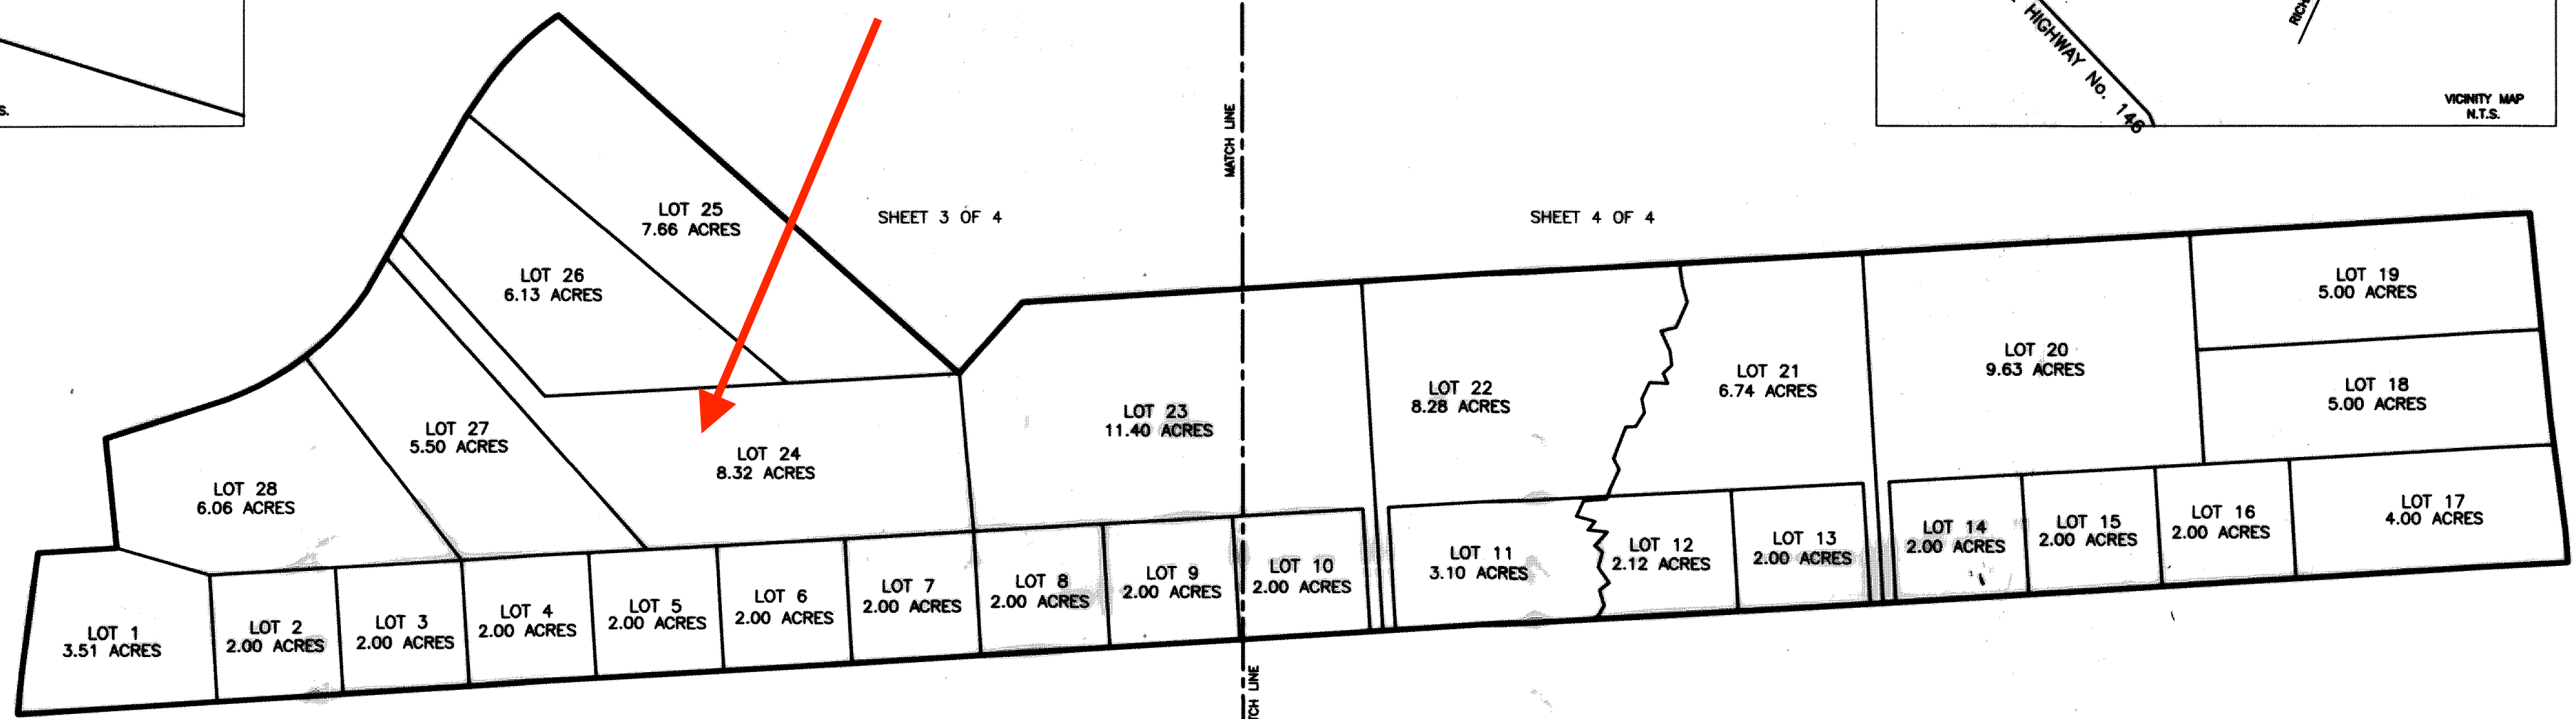 S.
HIGHWAY No. 146
RICH
VICINITY MAP
N.T.S.
MATCH LINE
SHEET 3 OF 4
SHEET 4 OF 4
LOT 25
7.66 ACRES
LOT 26
6.13 ACRES
LOT 19
5.00 ACRES
LOT 20
9.63 ACRES
LOT 21
6.74 ACRES
LOT 18
5.00 ACRES
LOT 22
8.28 ACRES
LOT 23
11.40 ACRES
LOT 27
5.50 ACRES
LOT 24
8.32 ACRES
LOT 28
6.06 ACRES
LOT 17
4.00 ACRES
LOT 16
2.00 ACRES
LOT 15
2.00 ACRES
LOT 14
2.00 ACRES
LOT 13
2.00 ACRES
LOT 12
2.12 ACRES
LOT 11
3.10 ACRES
LOT 10
2.00 ACRES
LOT 9
2.00 ACRES
LOT 8
2.00 ACRES
LOT 7
2.00 ACRES
LOT 6
2.00 ACRES
LOT 5
2.00 ACRES
LOT 4
2.00 ACRES
LOT 3
2.00 ACRES
LOT 2
2.00 ACRES
LOT 1
3.51 ACRES
TCH LINE